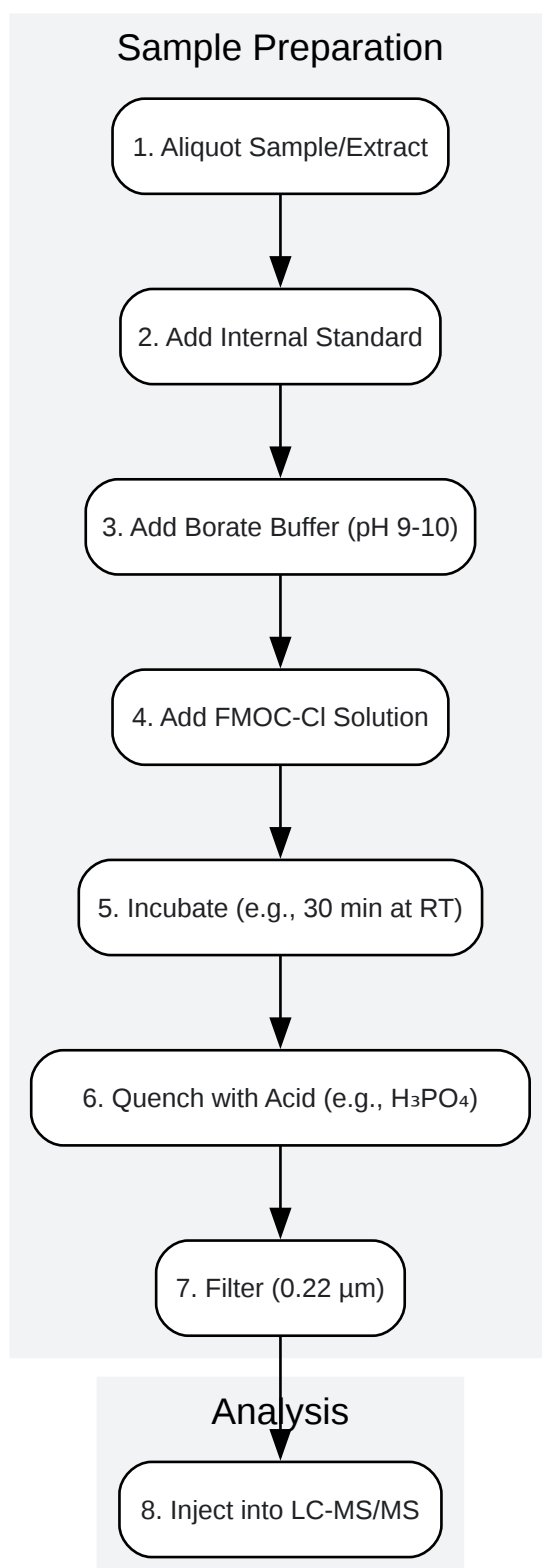 Sample Preparation
1. Aliquot Sample/Extract
2. Add Internal Standard
3. Add Borate Buffer (pH 9-10)
4. Add FMOC-Cl Solution
5. Incubate (e.g., 30 min at RT)
6. Quench with Acid (e.g., H₃PO₄)
7. Filter (0.22 µm)
Analysis
8. Inject into LC-MS/MS